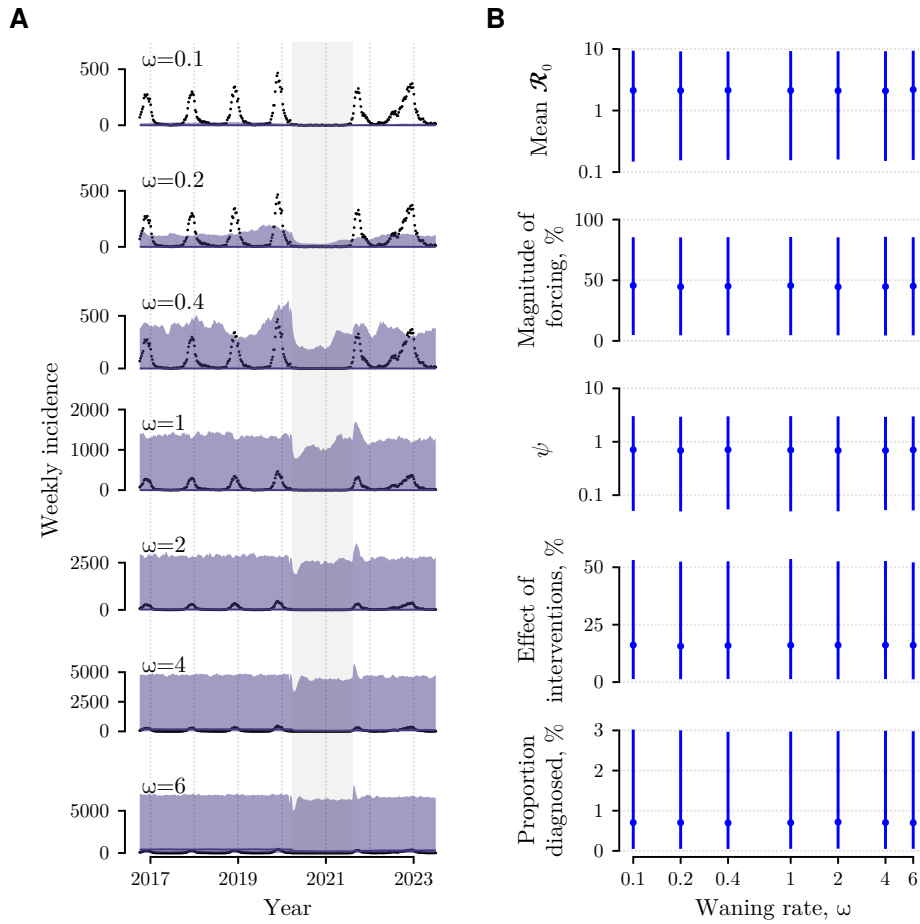 A
ω=0.1
500
0
ω=0.2
500
0
ω=0.4
500
0
ω=1
2000
1000
0
ω=2
2500
0
ω=4
5000
2500
0
ω=6
5000
0
Weekly incidence
2017
2019
2021
2023
Year
B
10
1
0.1
Mean 𝓡₀
100
50
0
Magnitude of
forcing, %
10
1
0.1
ψ
50
25
0
Effect of
interventions, %
3
2
1
0
Proportion
diagnosed, %
0.1
0.2
0.4
1
2
4
6
Waning rate, ω